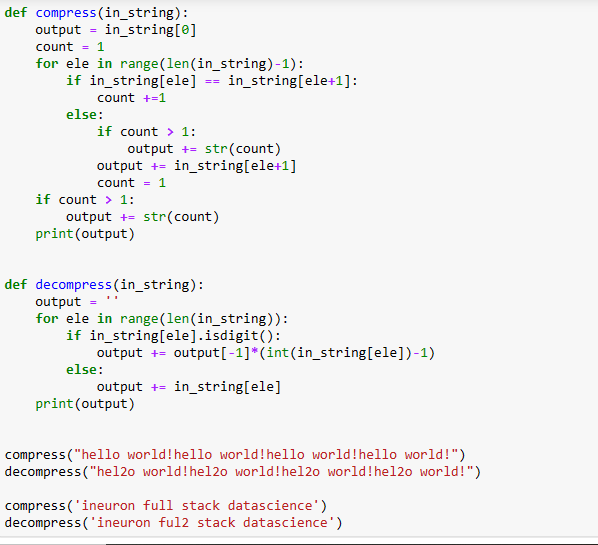 def compress(in_string):
    output = in_string[0]
    count = 1
    for ele in range(len(in_string)-1):
        if in_string[ele] == in_string[ele+1]:
            count +=1
        else:
            if count > 1:
                output += str(count)
            output += in_string[ele+1]
            count = 1
    if count > 1:
        output += str(count)
    print(output)
def decompress(in_string):
    output = ''
    for ele in range(len(in_string)):
        if in_string[ele].isdigit():
            output += output[-1]*(int(in_string[ele])-1)
        else:
            output += in_string[ele]
    print(output)
compress("hello world!hello world!hello world!hello world!")
decompress("hel2o world!hel2o world!hel2o world!hel2o world!")
compress('ineuron full stack datascience')
decompress('ineuron ful2 stack datascience')